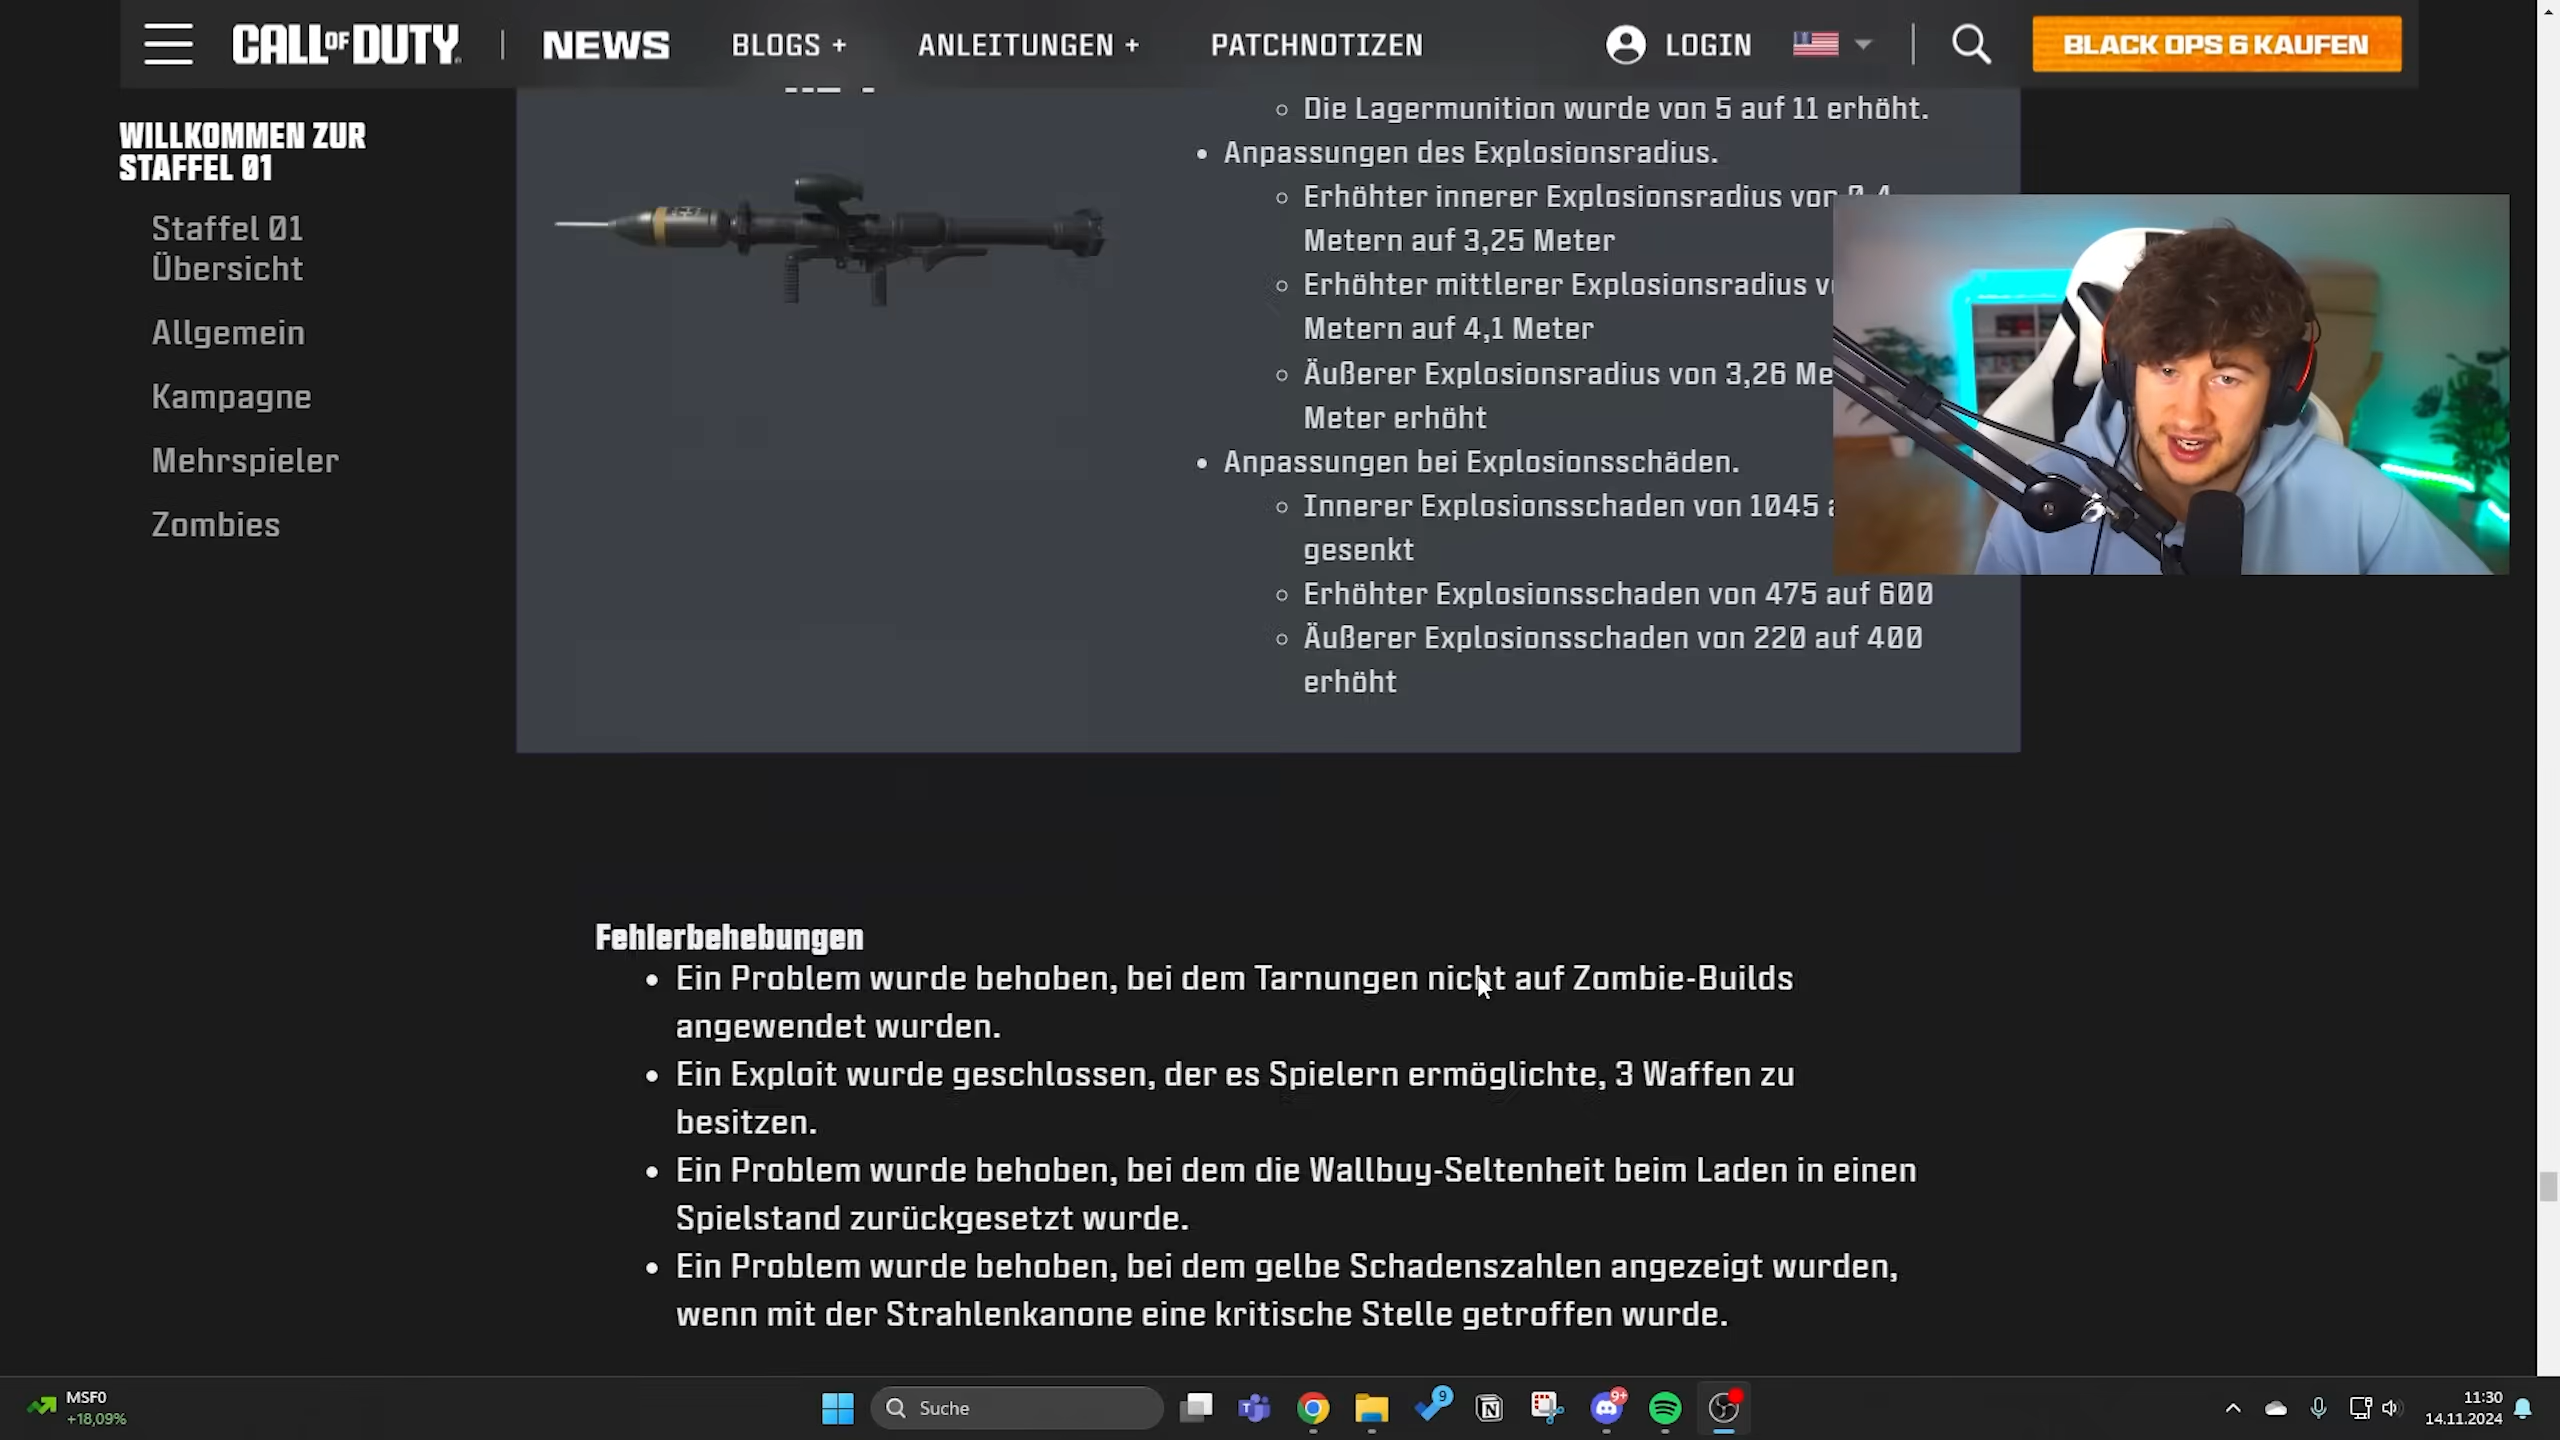 CALL OF DUTY
NEWS
BLOGS +
ANLEITUNGEN +
PATCHNOTIZEN
LOGIN
BLACK OPS 6 KAUFEN
WILLKOMMEN ZUR
STAFFEL 01
Staffel 01
Übersicht
Allgemein
Kampagne
Mehrspieler
Zombies
Die Lagermunition wurde von 5 auf 11 erhöht.
Anpassungen des Explosionsradius.
Erhöhter innerer Explosionsradius von
Metern auf 3,25 Meter
Erhöhter mittlerer Explosionsradius
Metern auf 4,1 Meter
Äußerer Explosionsradius von 3,26
Meter erhöht
Anpassungen bei Explosionsschäden.
Innerer Explosionsschaden von 1045
gesenkt
Erhöhter Explosionsschaden von 475 auf 600
Äußerer Explosionsschaden von 220 auf 400
erhöht
Fehlerbehebungen
Ein Problem wurde behoben, bei dem Tarnungen nicht auf Zombie-Builds
angewendet wurden.
Ein Exploit wurde geschlossen, der es Spielern ermöglichte, 3 Waffen zu
besitzen.
Ein Problem wurde behoben, bei dem die Wallbuy-Seltenheit beim Laden in einen
Spielstand zurückgesetzt wurde.
Ein Problem wurde behoben, bei dem gelbe Schadenszahlen angezeigt wurden,
wenn mit der Strahlenkanone eine kritische Stelle getroffen wurde.
MSF0
+18,09%
Suche
9
9+
11:30
14.11.2024